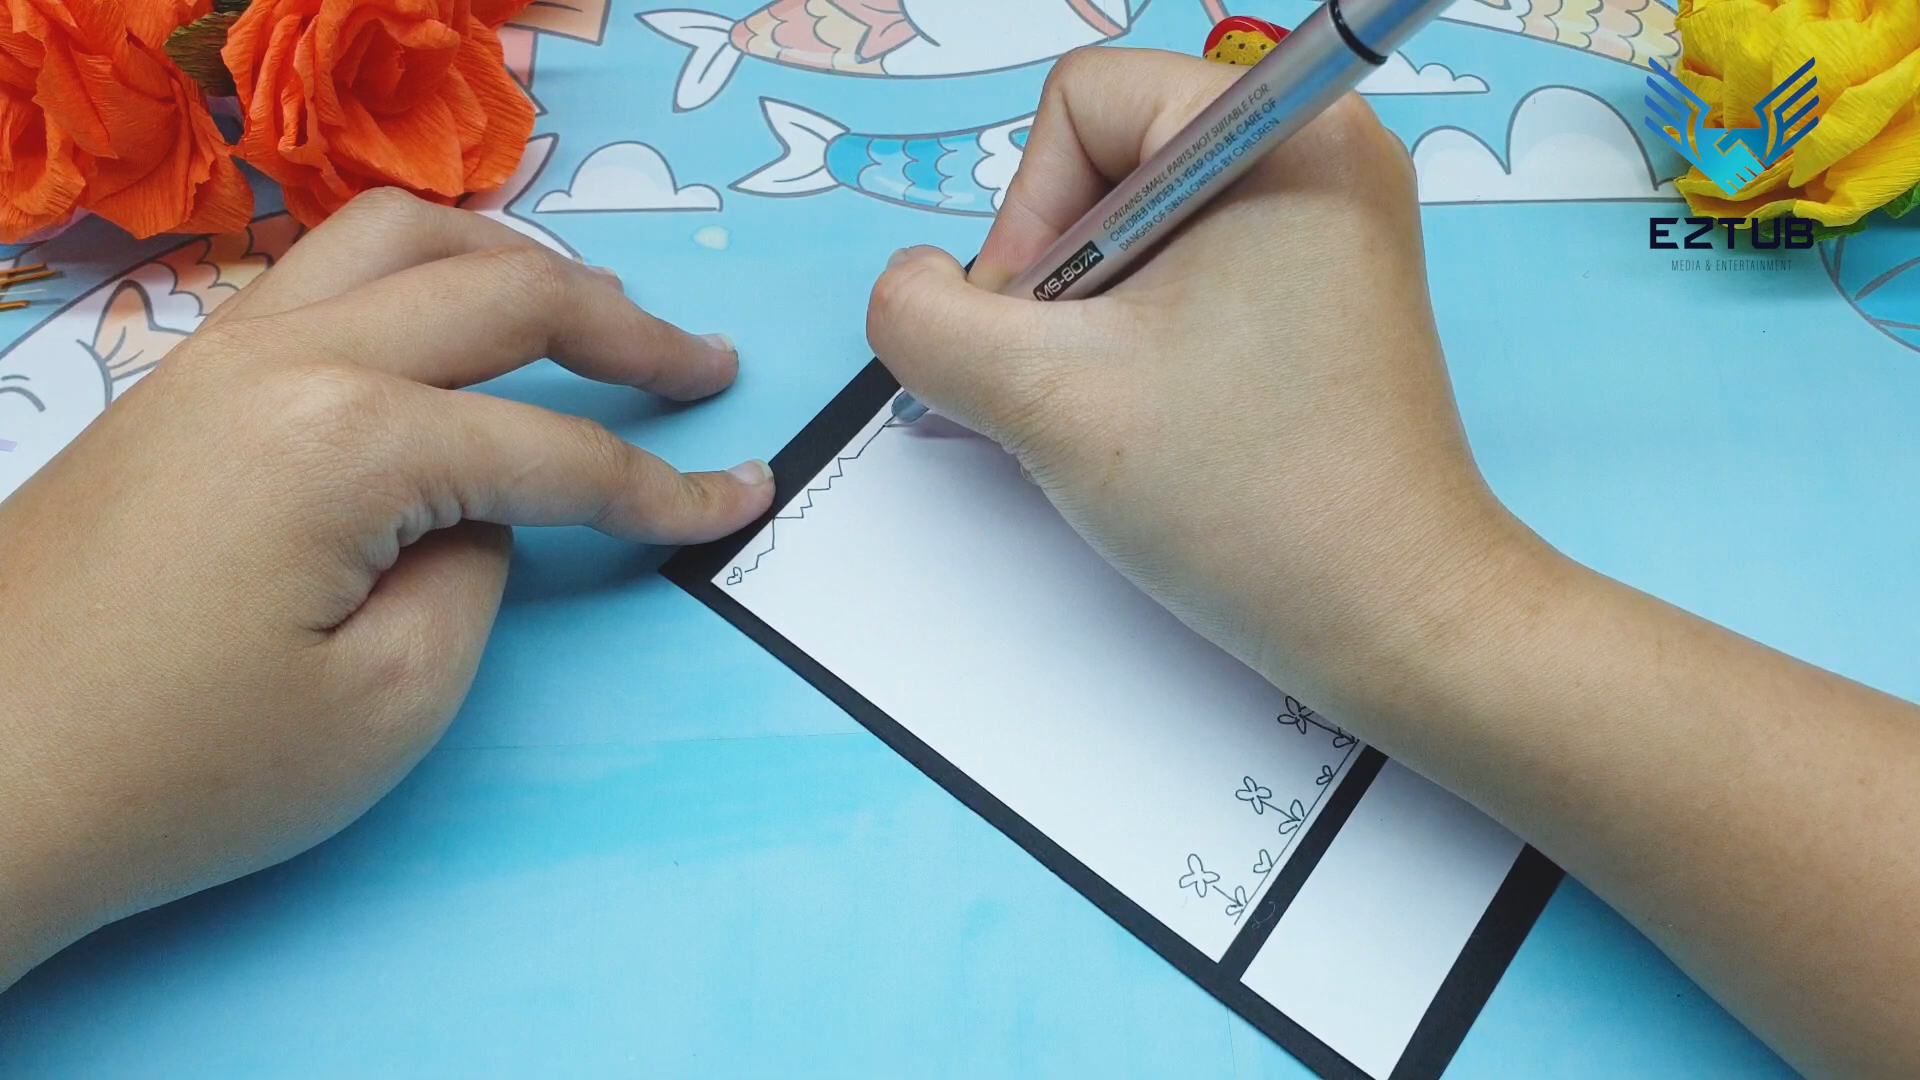 CONTAINS SMALL PARTS,NOT SUITABLE FOR
CHILDREB UNDER 3-YEAR OLD.BE CARE OF
DANGER OF SWALLOWING BY CHILDREN
MS-807A
EZTUB
MEDIA & ENTERTAINMENT